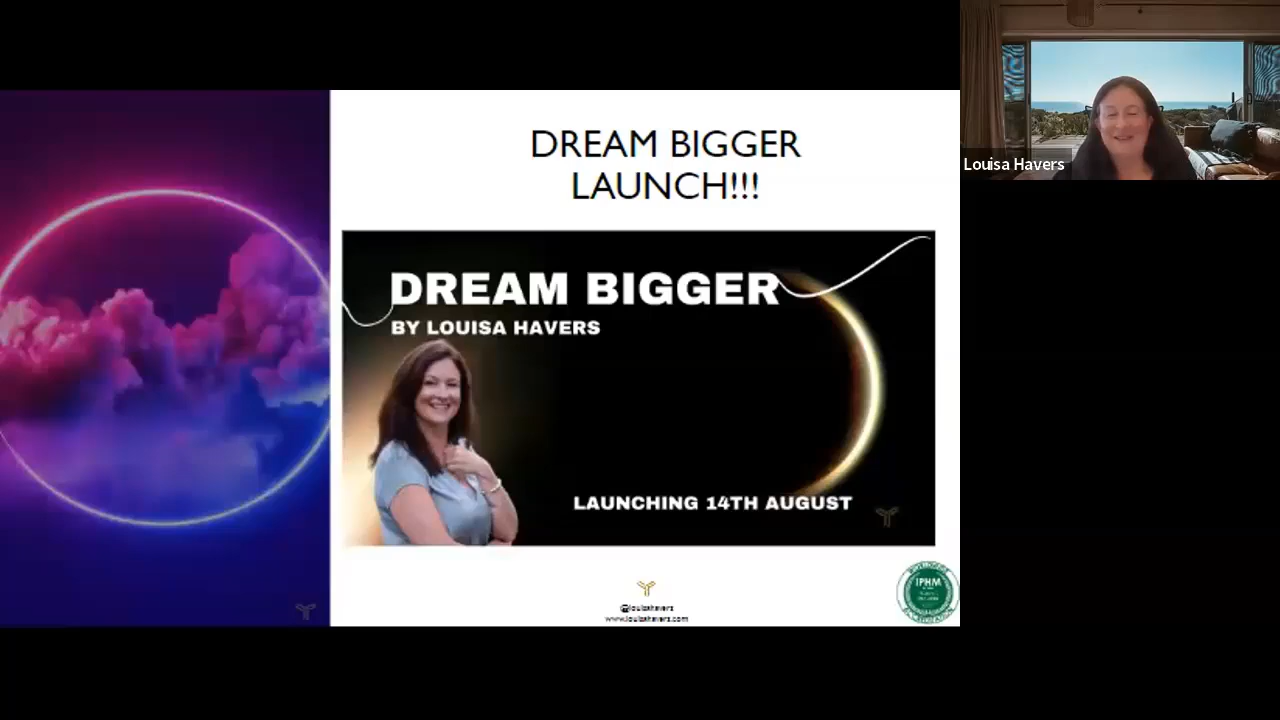 DREAM BIGGER
LAUNCH!!!
DREAM BIGGER
BY LOUISA HAVERS
LAUNCHING 14TH AUGUST
@louisahavers
www.louisahavers.com
IPHM
Louisa Havers